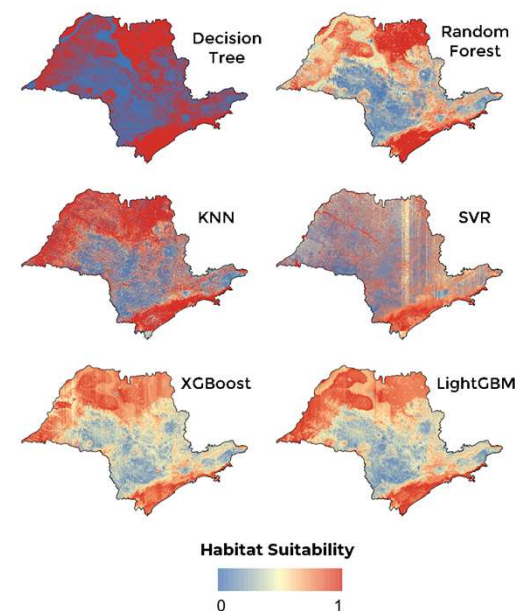 Decision
Tree
Random
Forest
KNN
SVR
XGBoost
LightGBM
Habitat Suitability
0 1